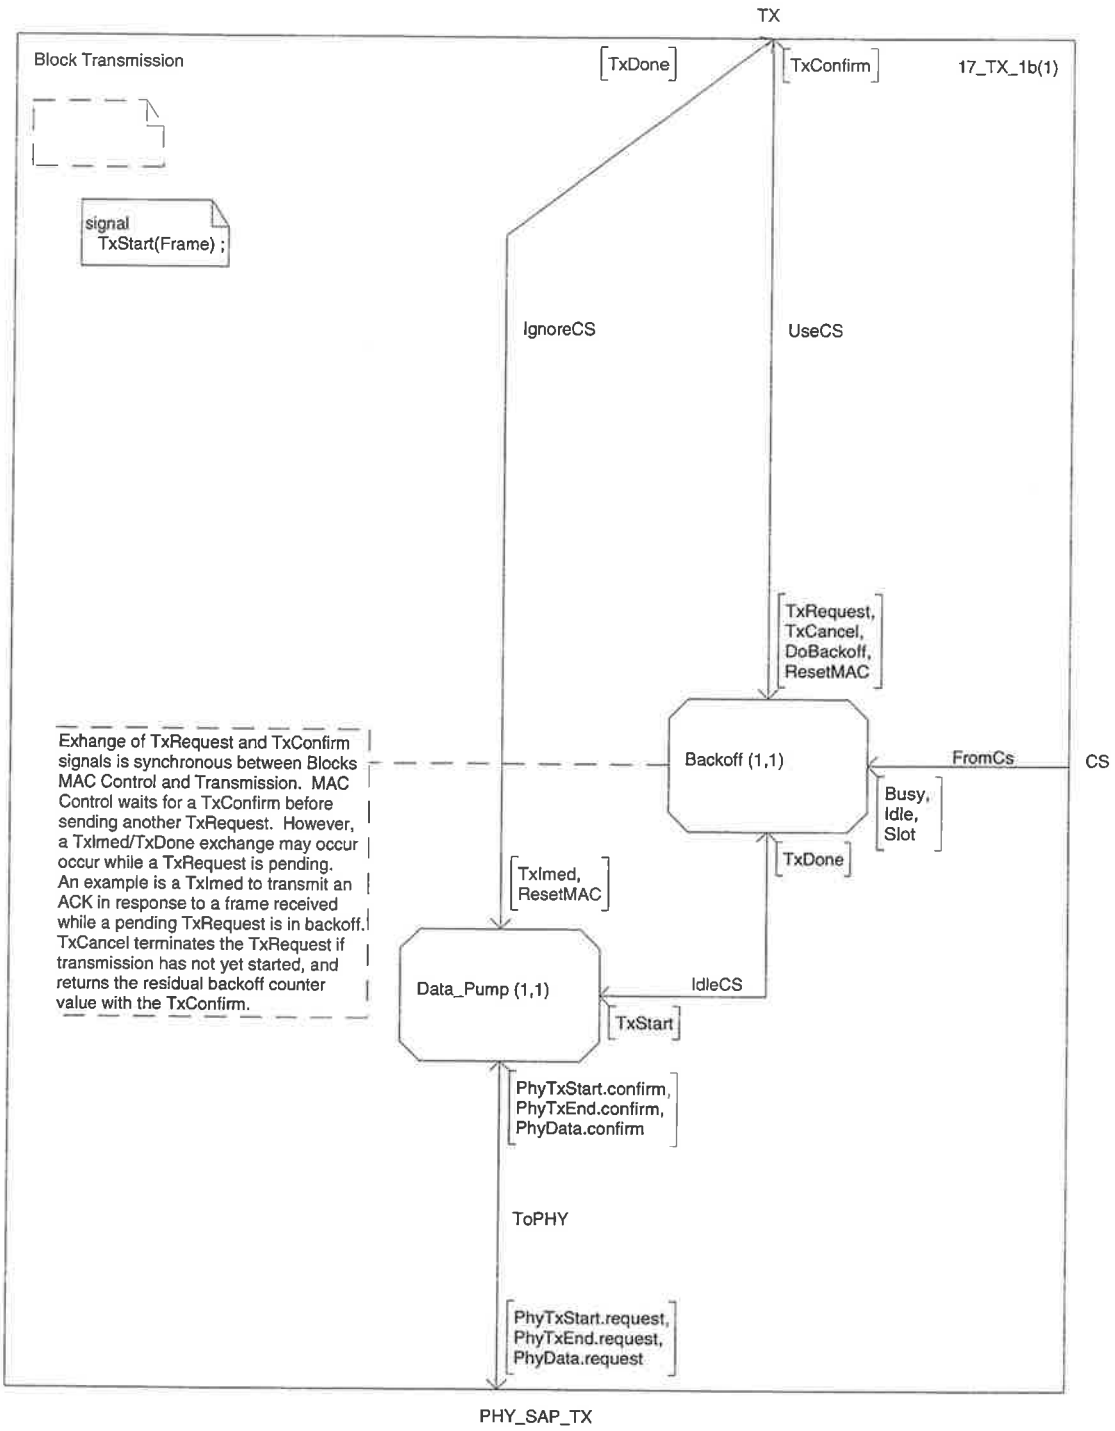 TX
Block Transmission
TxDone
TxConfirm
17_TX_1b(1)
signal
TxStart(Frame) ;
IgnoreCS
UseCS
TxRequest,
TxCancel,
DoBackoff,
ResetMAC
Exhange of TxRequest and TxConfirm
signals is synchronous between Blocks
MAC Control and Transmission. MAC
Control waits for a TxConfirm before
sending another TxRequest. However,
a TxImed/TxDone exchange may occur
occur while a TxRequest is pending.
An example is a TxImed to transmit an
ACK in response to a frame received
while a pending TxRequest is in backoff.
TxCancel terminates the TxRequest if
transmission has not yet started, and
returns the residual backoff counter
value with the TxConfirm.
Backoff (1,1)
FromCs
CS
Busy,
Idle,
Slot
TxDone
TxImed,
ResetMAC
Data_Pump (1,1)
IdleCS
TxStart
PhyTxStart.confirm,
PhyTxEnd.confirm,
PhyData.confirm
ToPHY
PhyTxStart.request,
PhyTxEnd.request,
PhyData.request
PHY_SAP_TX